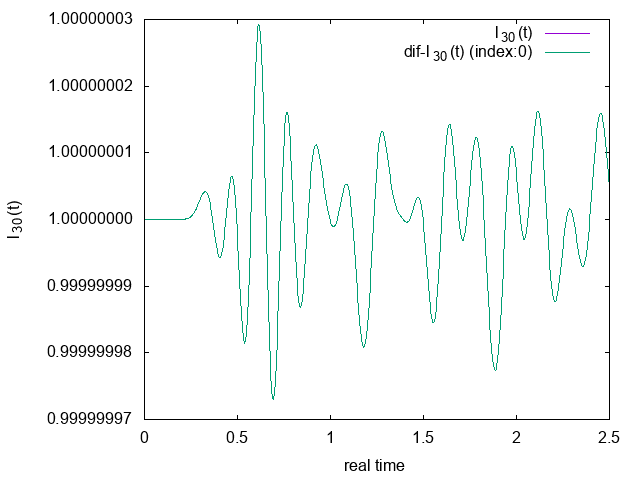 1.00000003
1.00000002
1.00000001
1.00000000
0.99999999
0.99999998
0.99999997
I30(t)
I30(t)
dif-I30(t) (index:0)
0 0.5 1 1.5 2 2.5
real time